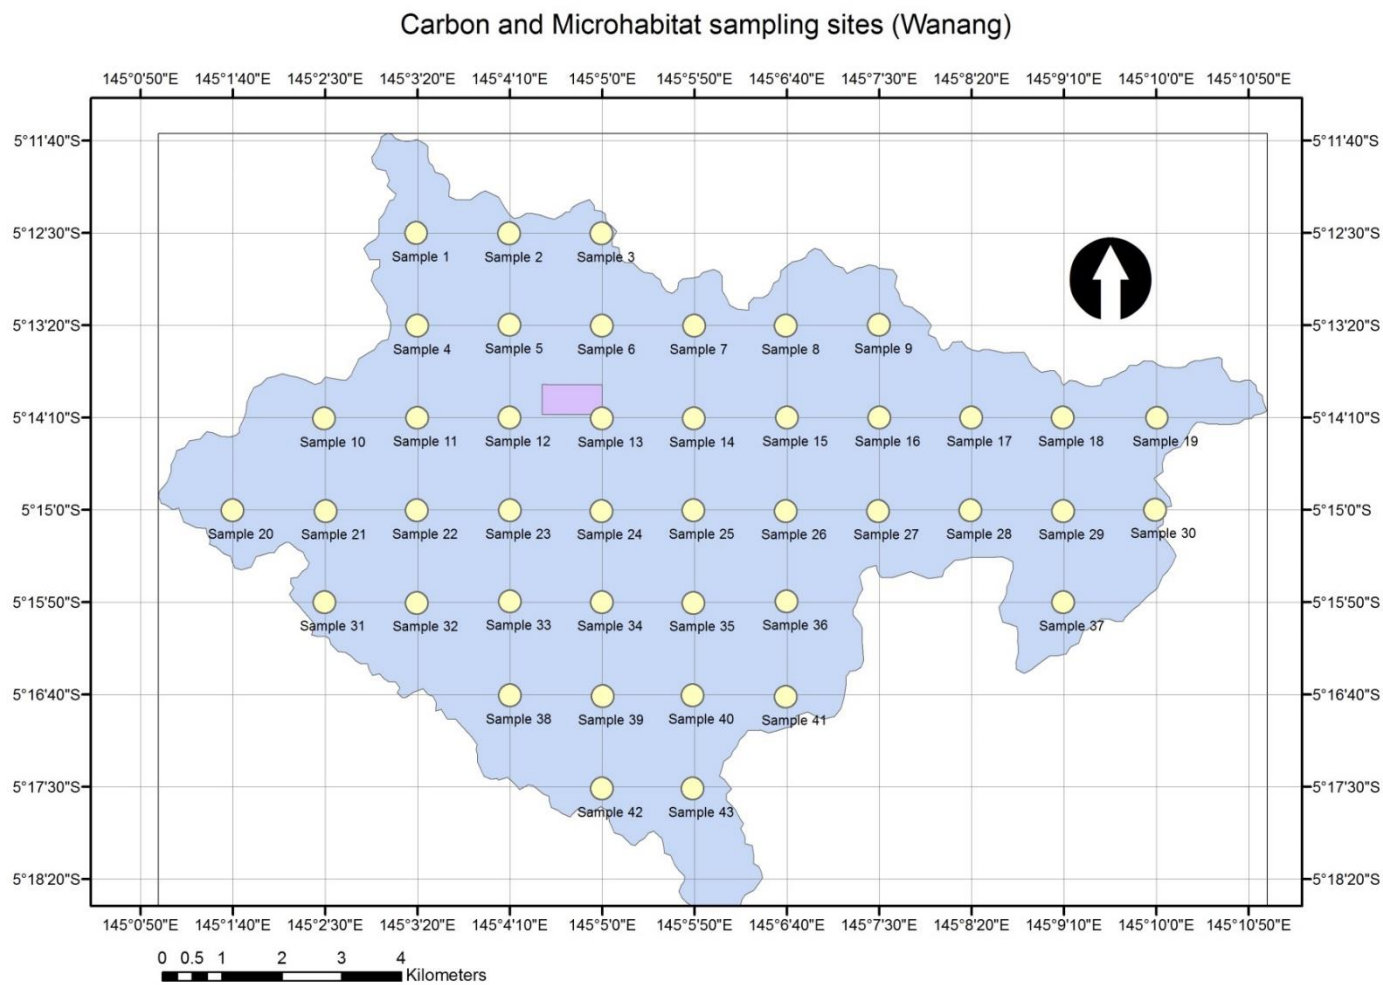 Carbon and Microhabitat sampling sites (Wanang)
145°0'50"E 145°1'40"E 145°2'30"E 145°3'20"E 145°4'10"E 145°5'0"E 145°5'50"E 145°6'40"E 145°7'30"E 145°8'20"E 145°9'10"E 145°10'0"E 145°10'50"E
5°11'40"S 5°11'40"S
5°12'30"S 5°12'30"S
Sample 1 Sample 2 Sample 3
5°13'20"S 5°13'20"S
Sample 4 Sample 5 Sample 6 Sample 7 Sample 8 Sample 9
5°14'10"S 5°14'10"S
Sample 10 Sample 11 Sample 12 Sample 13 Sample 14 Sample 15 Sample 16 Sample 17 Sample 18 Sample 19
5°15'0"S 5°15'0"S
Sample 20 Sample 21 Sample 22 Sample 23 Sample 24 Sample 25 Sample 26 Sample 27 Sample 28 Sample 29 Sample 30
5°15'50"S 5°15'50"S
Sample 31 Sample 32 Sample 33 Sample 34 Sample 35 Sample 36 Sample 37
5°16'40"S 5°16'40"S
Sample 38 Sample 39 Sample 40 Sample 41
5°17'30"S 5°17'30"S
Sample 42 Sample 43
5°18'20"S 5°18'20"S
145°0'50"E 145°1'40"E 145°2'30"E 145°3'20"E 145°4'10"E 145°5'0"E 145°5'50"E 145°6'40"E 145°7'30"E 145°8'20"E 145°9'10"E 145°10'0"E 145°10'50"E
0 0.5 1 2 3 4
Kilometers